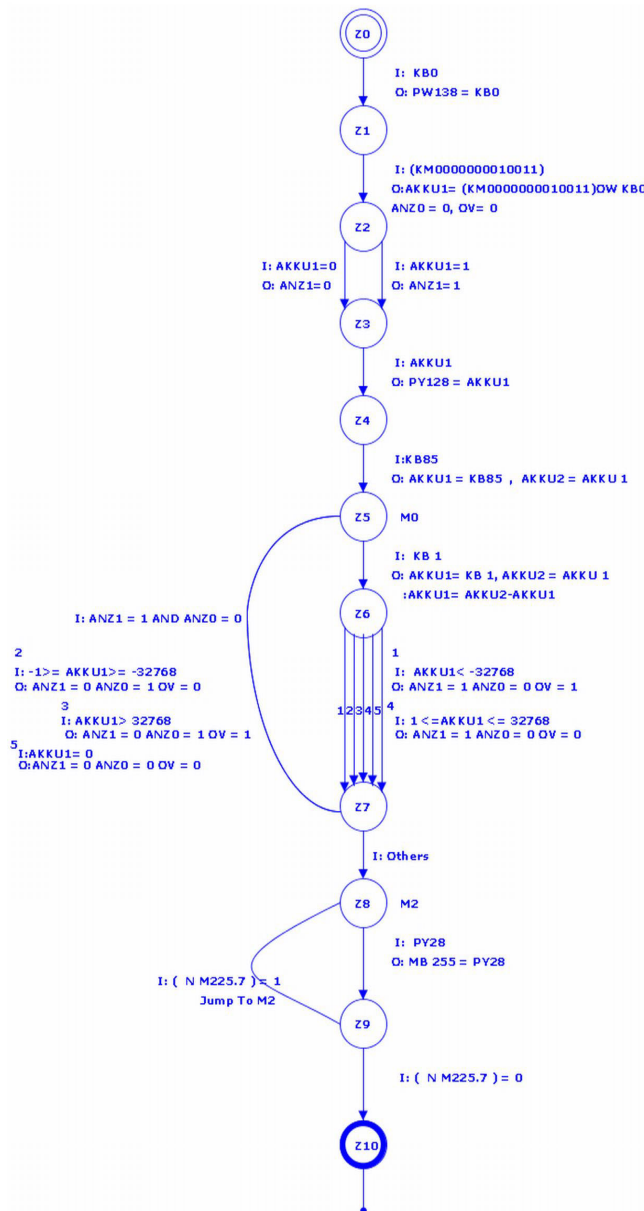 Z0
I: KB0
O: PW138 = KB0
Z1
I: (KM0000000010011)
O:AKKU1= (KM0000000010011)OW KB0
ANZ0 = 0, OV= 0
Z2
I: AKKU1=0
O: ANZ1=0
I: AKKU1=1
O: ANZ1= 1
Z3
I: AKKU1
O: PY128 = AKKU1
Z4
I:KB85
O: AKKU1 = KB85 , AKKU2 = AKKU 1
Z5
M0
I: KB 1
O: AKKU1= KB 1, AKKU2 = AKKU 1
:AKKU1= AKKU2-AKKU1
Z6
I: ANZ1 = 1 AND ANZ0 = 0
2
I: -1>= AKKU1>= -32768
O: ANZ1 = 0 ANZ0 = 1 OV = 0
3
I: AKKU1> 32768
O: ANZ1 = 0 ANZ0 = 1 OV = 1
5
I:AKKU1= 0
O:ANZ1 = 0 ANZ0 = 0 OV = 0
1
I: AKKU1< -32768
O: ANZ1 = 1 ANZ0 = 0 OV = 1
4
I: 1 <=AKKU1 <= 32768
O: ANZ1 = 1 ANZ0 = 0 OV = 0
1 2 3 4 5
Z7
I: Others
Z8
M2
I: PY28
O: MB 255 = PY28
I: ( N M225.7 )= 1
Jump To M2
Z9
I: ( N M225.7 )= 0
Z10